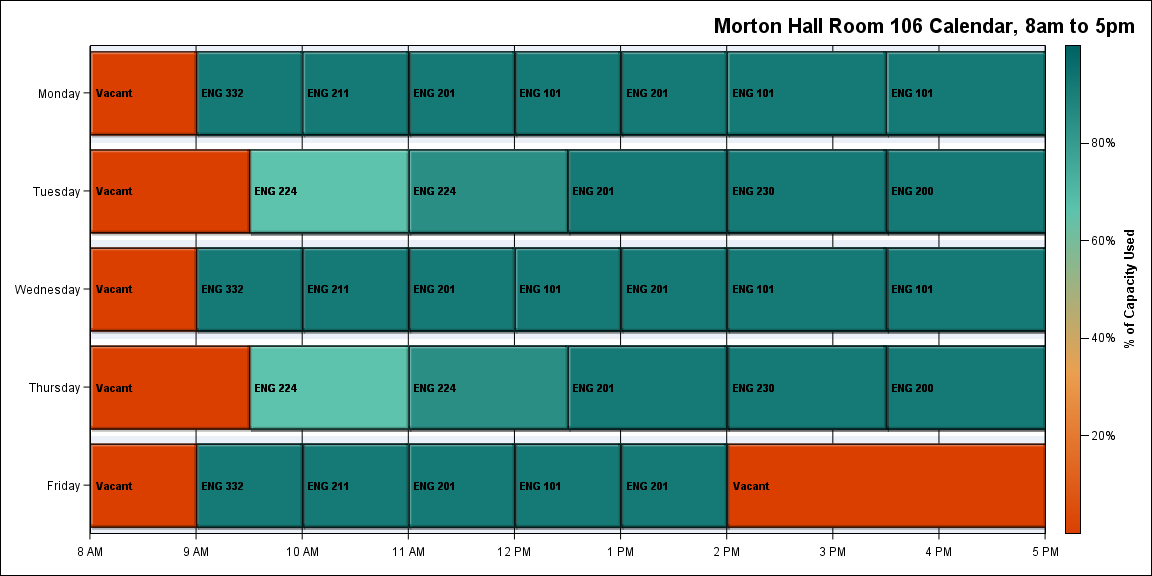 Morton Hall Room 106 Calendar, 8am to 5pm
Monday
Vacant
ENG 332
ENG 211
ENG 201
ENG 101
ENG 201
ENG 101
ENG 101
Tuesday
Vacant
ENG 224
ENG 224
ENG 201
ENG 230
ENG 200
Wednesday
Vacant
ENG 332
ENG 211
ENG 201
ENG 101
ENG 201
ENG 101
ENG 101
Thursday
Vacant
ENG 224
ENG 224
ENG 201
ENG 230
ENG 200
Friday
Vacant
ENG 332
ENG 211
ENG 201
ENG 101
ENG 201
Vacant
8 AM
9 AM
10 AM
11 AM
12 PM
1 PM
2 PM
3 PM
4 PM
5 PM
80%
60%
40%
20%
% of Capacity Used